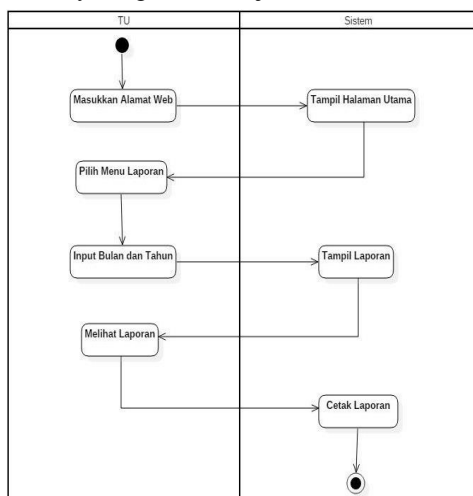 TU
Sistem
Masukkan Alamat Web
Tampil Halaman Utama
Pilih Menu Laporan
Input Bulan dan Tahun
Tampil Laporan
Melihat Laporan
Cetak Laporan